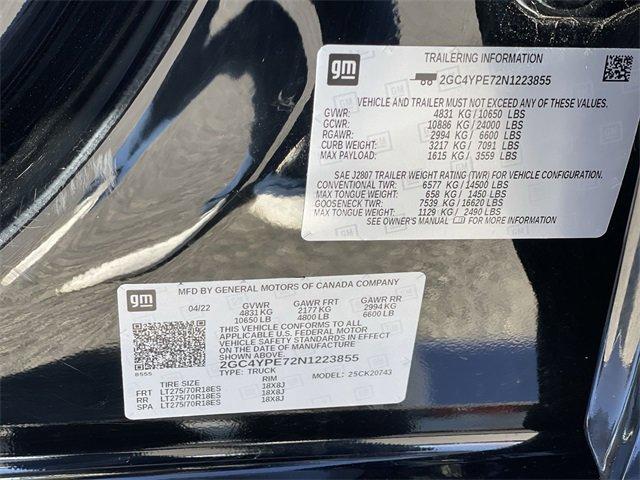 gm
TRAILERING INFORMATION
2GC4YPE72N1223855
VEHICLE AND TRAILER MUST NOT EXCEED ANY OF THESE VALUES.
GVWR: 4831 KG / 10650 LBS
GCWR: 10886 KG / 24000 LBS
RGAWR: 2994 KG / 6600 LBS
CURB WEIGHT: 3217 KG / 7091 LBS
MAX PAYLOAD: 1615 KG / 3559 LBS
SAE J2807 TRAILER WEIGHT RATING (TWR) FOR VEHICLE CONFIGURATION.
CONVENTIONAL TWR: 6577 KG / 14500 LBS
MAX TONGUE WEIGHT: 658 KG / 1450 LBS
GOOSENECK TWR: 7539 KG / 16620 LBS
MAX TONGUE WEIGHT: 1129 KG / 2490 LBS
SEE OWNER'S MANUAL FOR MORE INFORMATION
gm
MFD BY GENERAL MOTORS OF CANADA COMPANY
04/22 GVWR GAWR FRT GAWR RR
4831 KG 2177 KG 2994 KG
10650 LB 4800 LB 6600 LB
THIS VEHICLE CONFORMS TO ALL
APPLICABLE U.S. FEDERAL MOTOR
VEHICLE SAFETY STANDARDS IN EFFECT
ON THE DATE OF MANUFACTURE
SHOWN ABOVE.
2GC4YPE72N1223855
8555
TYPE: TRUCK MODEL: 25CK20743
TIRE SIZE RIM
FRT LT275/70R18ES 18X8J
RR LT275/70R18ES 18X8J
SPA LT275/70R18ES 18X8J